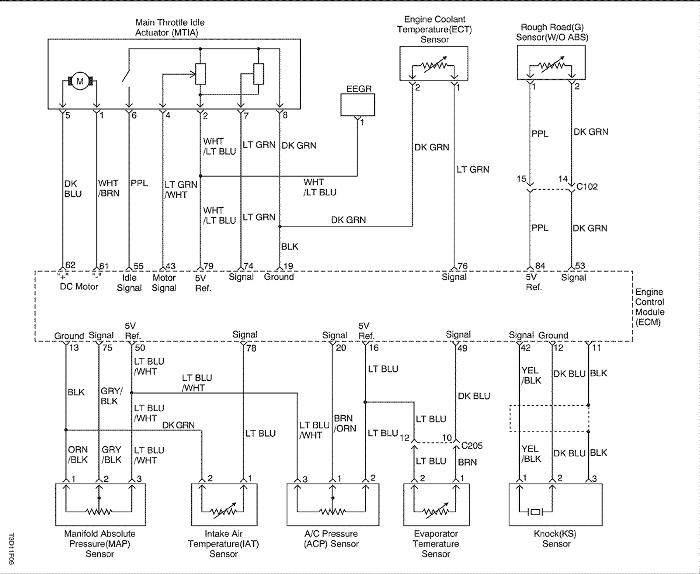 Main Throttle Idle
Actuator (MTIA)
Engine Coolant
Temperature(ECT)
Sensor
Rough Road(G)
Sensor(W/O ABS)
M
EEGR
5 1 6 4 2 7 8
1
2 1
1 2
WHT
/LT BLU
LT GRN
DK GRN
DK GRN
PPL
DK GRN
DK
BLU
WHT
/BRN
PPL
LT GRN
/WHT
WHT
/LT BLU
LT GRN
15 14
C102
WHT
/LT BLU
LT GRN
DK GRN
BLK
PPL
DK GRN
62 61 55 43 79 74 19 76 84 53
"+" "-"
DC Motor
Idle
Signal
Motor
Signal
5V
Ref.
Signal
Ground
Signal
5V
Ref.
Signal
Engine
Control
Module
(ECM)
Ground
Signal
5V
Ref.
Signal
Signal
5V
Ref.
Signal
Signal
Ground
13 75 50 78 20 16 49 42 12 11
BLK
GRY/
BLK
LT BLU
/WHT
LT BLU
/WHT
LT BLU
/WHT
DK GRN
LT BLU
DK BLU
YEL
/BLK
DK BLU
BLK
ORN
/BLK
GRY
/BLK
LT BLU
/WHT
LT BLU
LT BLU
/WHT
BRN
/ORN
LT BLU
LT BLU
12 10
C205
LT BLU
BRN
YEL
/BLK
DK BLU
BLK
1 2 3
2 1
3 1 2
2 1
1 2 3
Manifold Absolute
Pressure(MAP)
Sensor
Intake Air
Temperature(IAT)
Sensor
A/C Pressure
(ACP) Sensor
Evaporator
Temerature
Sensor
Knock(KS)
Sensor
T3D11F05